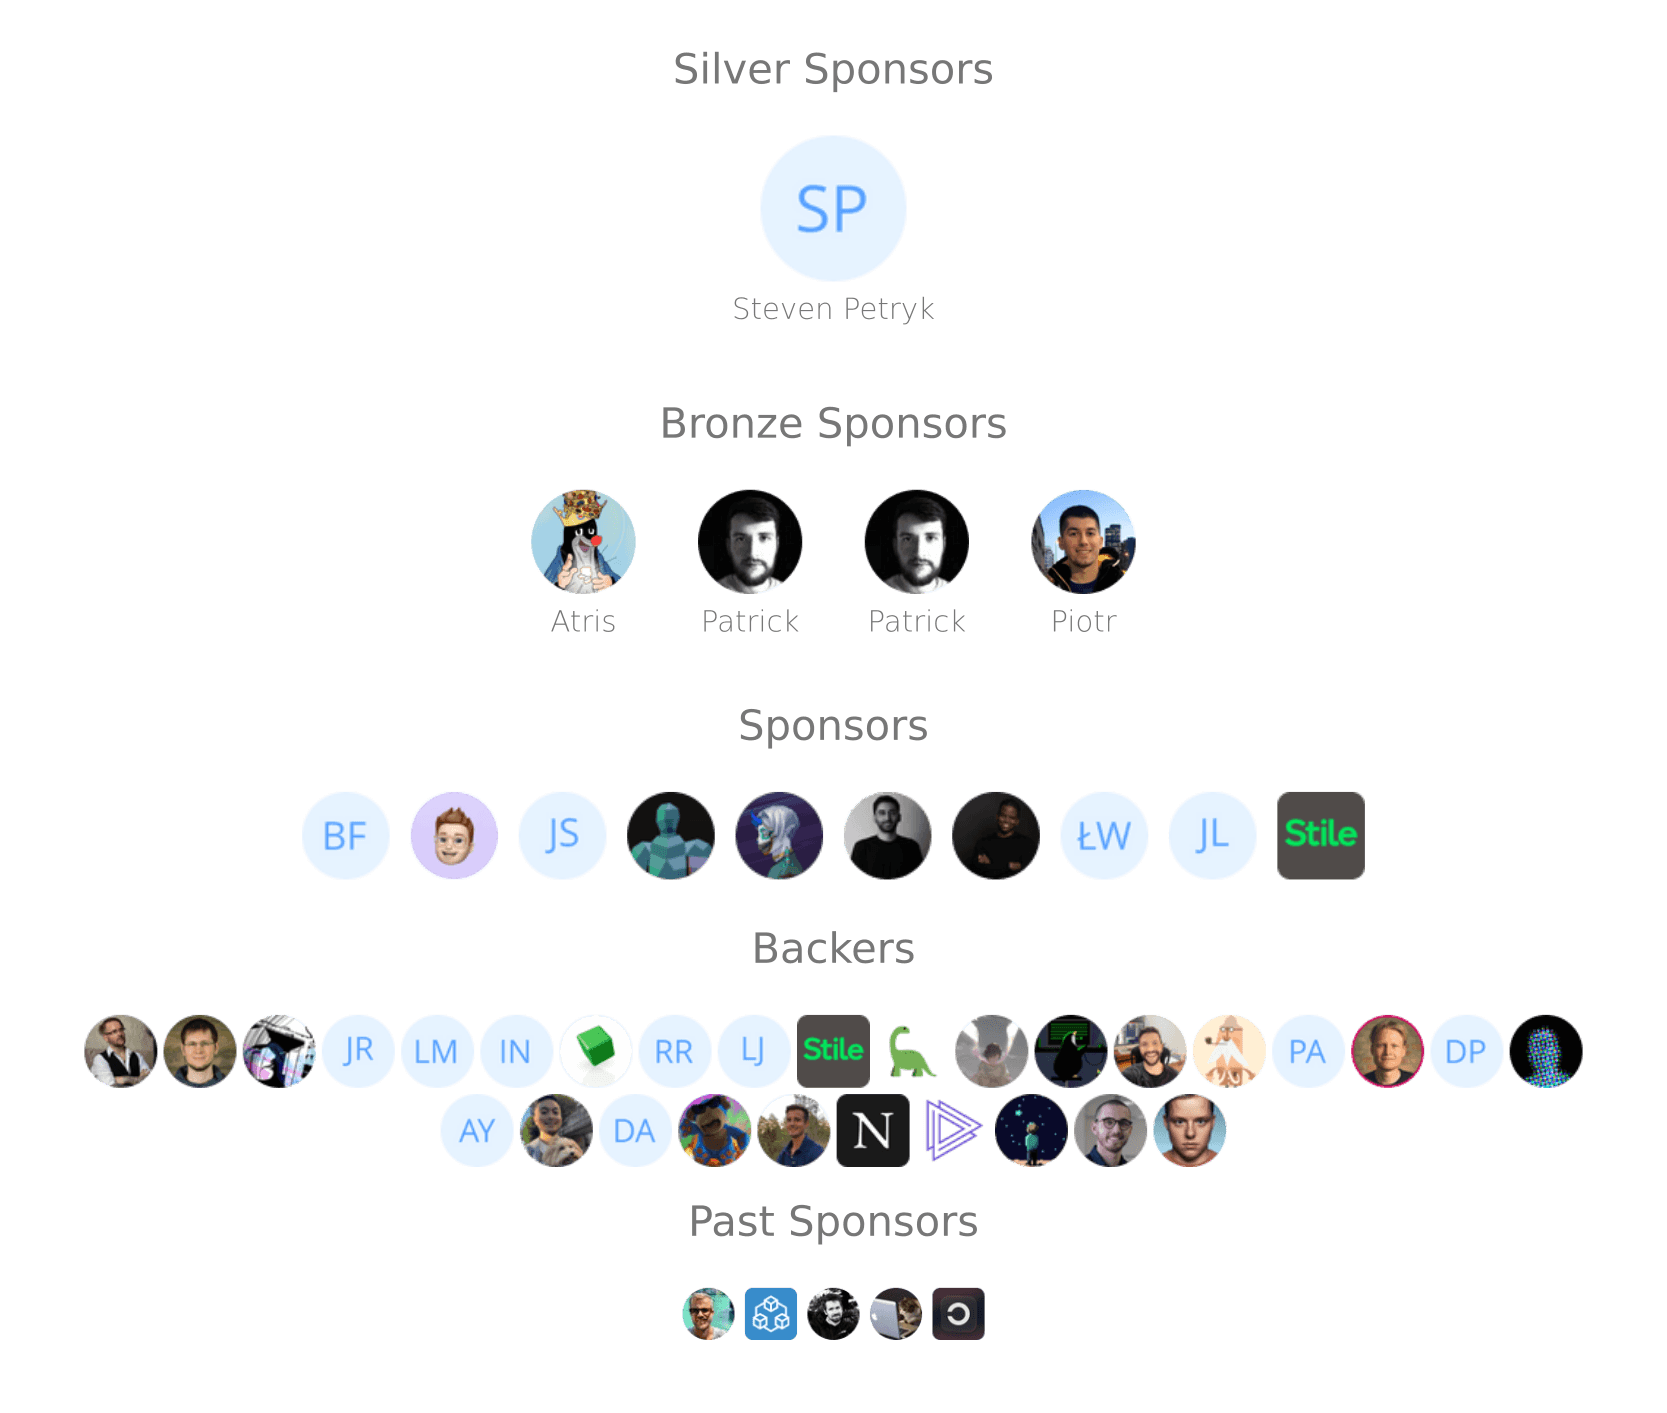 Silver Sponsors
SP
Steven Petryk
Bronze Sponsors
Atris Patrick Patrick Piotr
Sponsors
BF JS ŁW JL Stile
Backers
JR LM IN RR LJ Stile PA DP
AY DA N
Past Sponsors